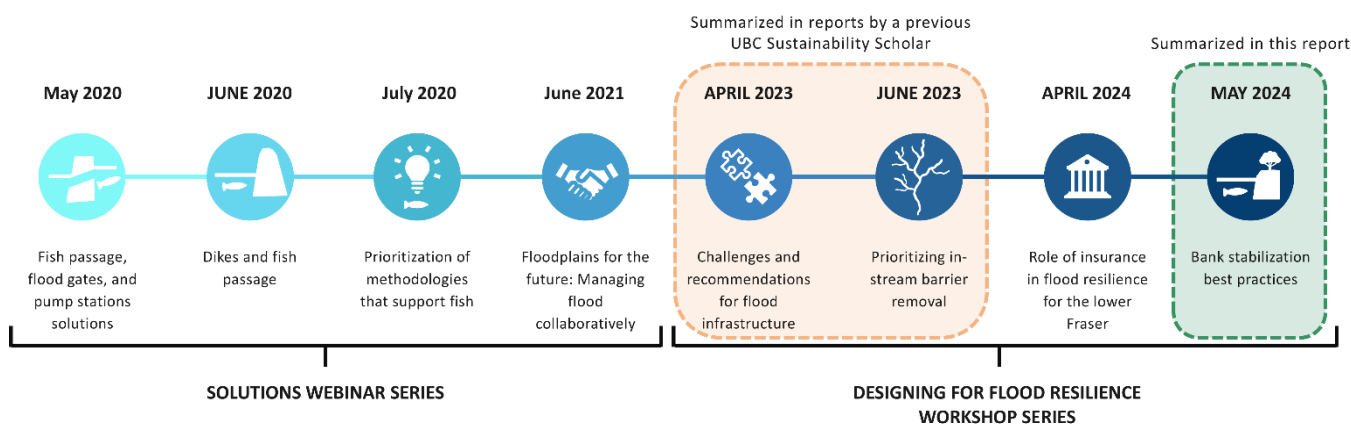 Summarized in reports by a previous
UBC Sustainability Scholar
Summarized in this report
May 2020
JUNE 2020
July 2020
June 2021
APRIL 2023
JUNE 2023
APRIL 2024
MAY 2024
Fish passage,
flood gates, and
pump stations
solutions
Dikes and fish
passage
Prioritization of
methodologies
that support fish
Floodplains for the
future: Managing
flood
collaboratively
Challenges and
recommendations
for flood
infrastructure
Prioritizing in-
stream barrier
removal
Role of insurance
in flood resilience
for the lower
Fraser
Bank stabilization
best practices
SOLUTIONS WEBINAR SERIES
DESIGNING FOR FLOOD RESILIENCE
WORKSHOP SERIES